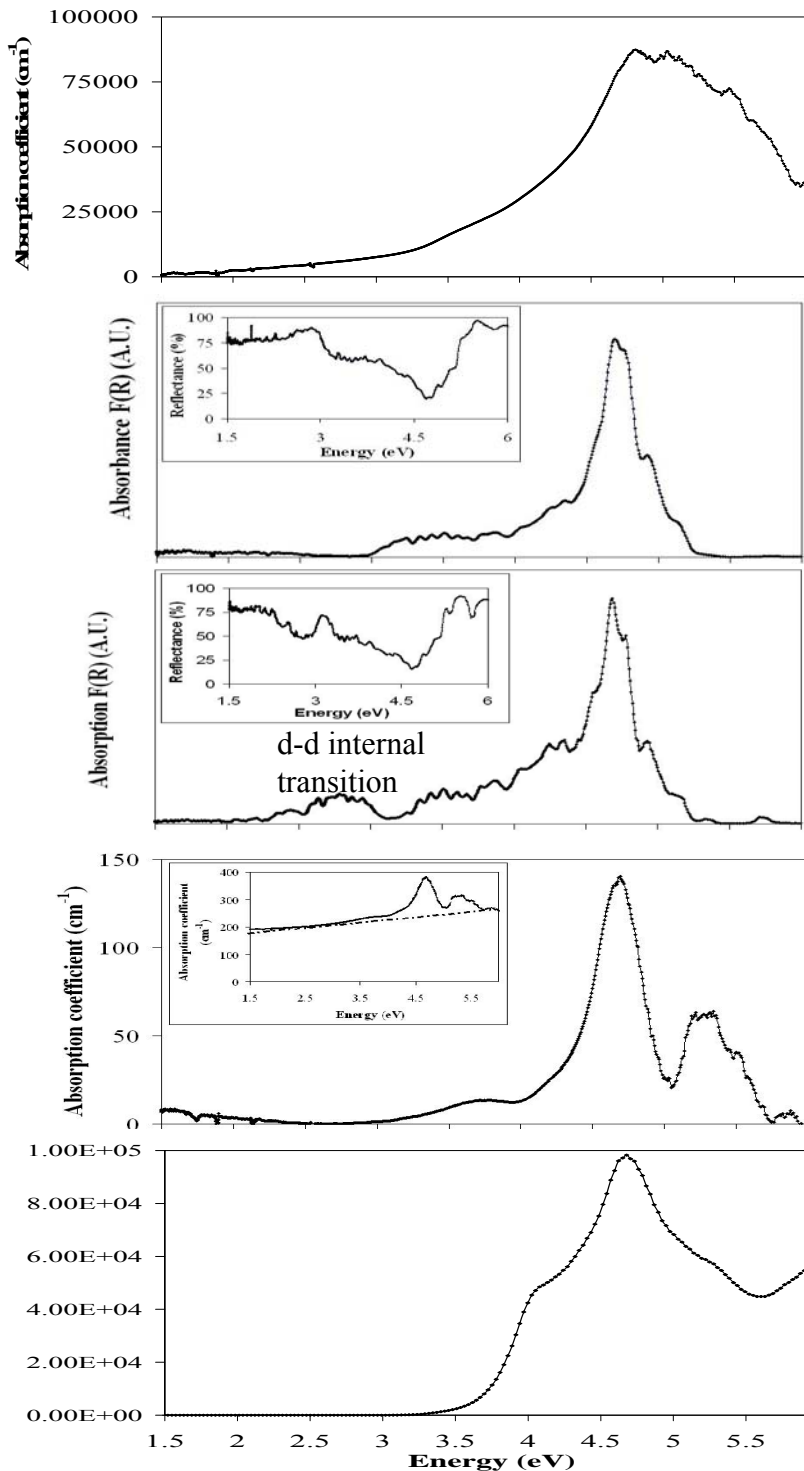 100000
75000
50000
25000
0
Absorption coefficient (cm-1)
Absorbance F(R) (A.U.)
100
75
50
25
0
Reflectance (%)
1.5 3 4.5 6
Energy (eV)
Absorption F(R) (A.U.)
100
75
50
25
0
Reflectance (%)
1.5 3 4.5 6
Energy (eV)
d-d internal
transition
150
100
50
0
Absorption coefficient (cm-1)
400
300
200
100
0
Absorption coefficient
(cm-1)
1.5 2.5 3.5 4.5 5.5
Energy (eV)
1.00E+05
8.00E+04
6.00E+04
4.00E+04
2.00E+04
0.00E+00
1.5 2 2.5 3 3.5 4 4.5 5 5.5
Energy (eV)